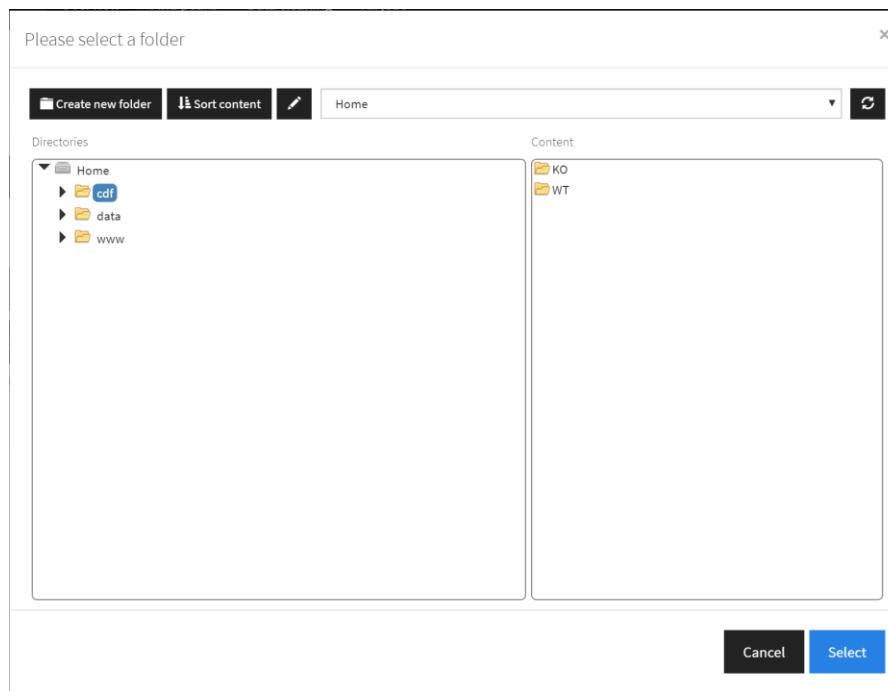 Please select a folder
×
Create new folder
Sort content
Home
Directories
Content
Home
cdf
data
www
KO
WT
Cancel
Select